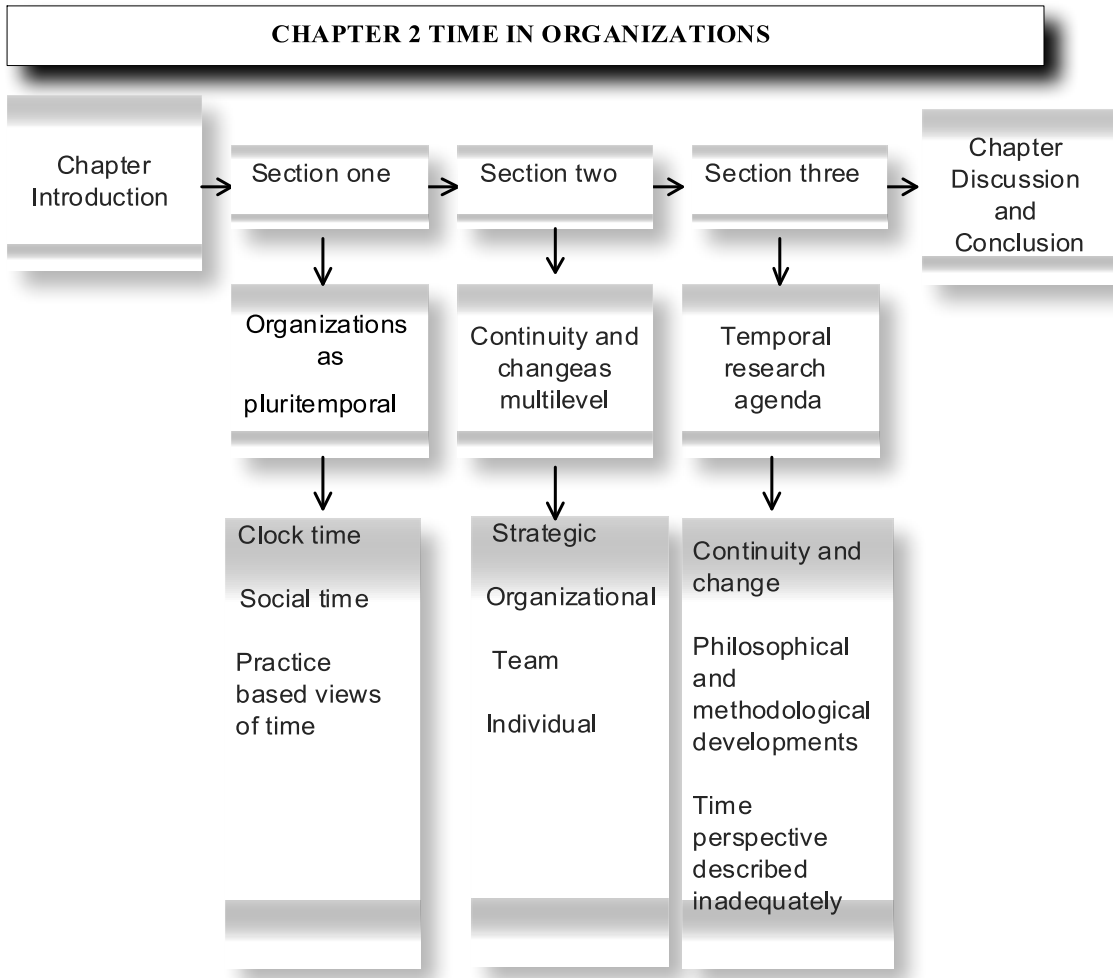 CHAPTER 2 TIME IN ORGANIZATIONS
Chapter
Introduction
Section one
Section two
Section three
Chapter
Discussion
and
Conclusion
Organizations
as
pluritemporal
Continuity and
changeas
multilevel
Temporal
research
agenda
Clock time
Social time
Practice
based views
of time
Strategic
Organizational
Team
Individual
Continuity and
change
Philosophical
and
methodological
developments
Time
perspective
described
inadequately